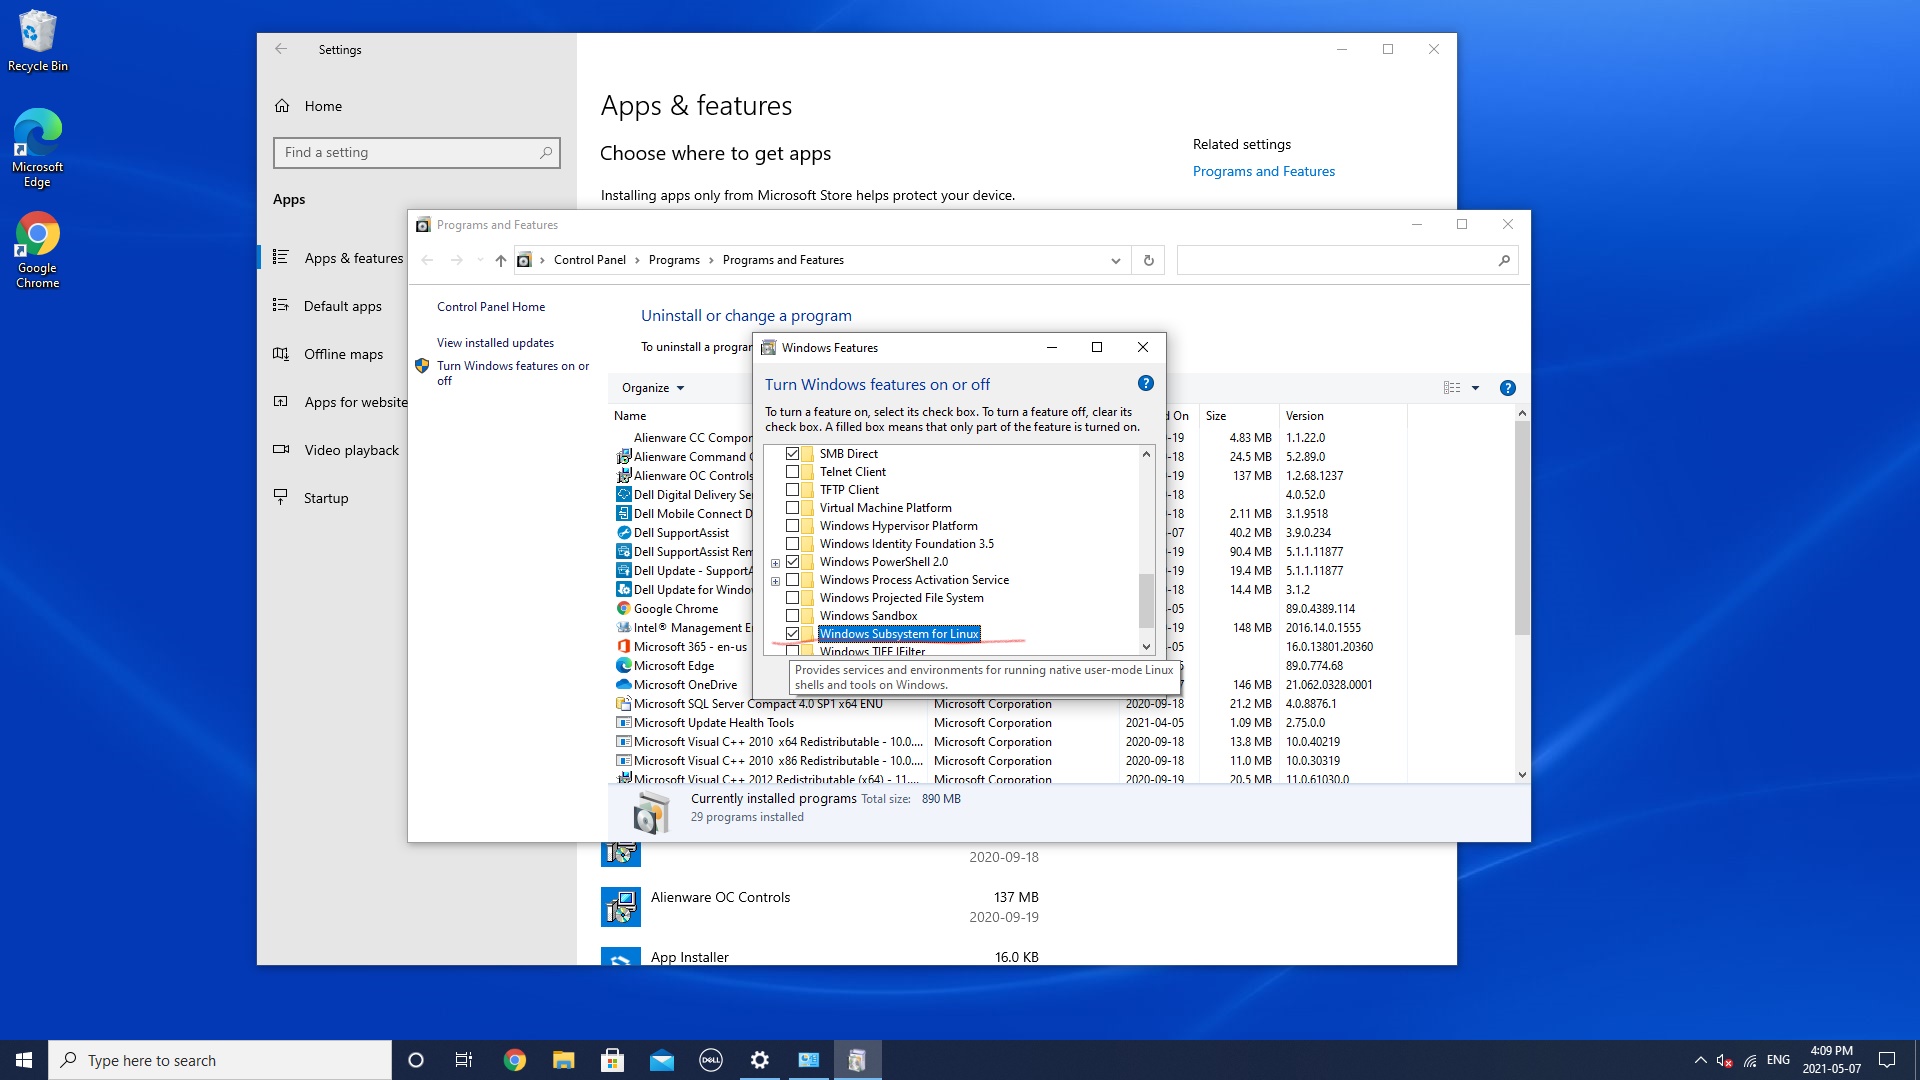 Recycle Bin
Microsoft
Edge
Google
Chrome
Settings
Home
Find a setting
Apps
Apps & features
Default apps
Offline maps
Apps for website
Video playback
Startup
Apps & features
Choose where to get apps
Installing apps only from Microsoft Store helps protect your device.
Related settings
Programs and Features
Programs and Features
Control Panel > Programs > Programs and Features
Control Panel Home
View installed updates
Turn Windows features on or
off
Uninstall or change a program
To uninstall a program
Organize
Name d On Size Version
Alienware CC Compor -19 4.83 MB 1.1.22.0
Alienware Command C -18 24.5 MB 5.2.89.0
Alienware OC Controls -19 137 MB 1.2.68.1237
Dell Digital Delivery Ser -18 4.0.52.0
Dell Mobile Connect D -18 2.11 MB 3.1.9518
Dell SupportAssist -07 40.2 MB 3.9.0.234
Dell SupportAssist Rem -19 90.4 MB 5.1.1.11877
Dell Update - SupportA -19 19.4 MB 5.1.1.11877
Dell Update for Window -18 14.4 MB 3.1.2
Google Chrome -05 89.0.4389.114
Intel® Management E -19 148 MB 2016.14.0.1555
Microsoft 365 - en-us -05 16.0.13801.20360
Microsoft Edge 5 89.0.774.68
Microsoft OneDrive 7 146 MB 21.062.0328.0001
Microsoft SQL Server Compact 4.0 SP1 x64 ENU Microsoft Corporation 2020-09-18 21.2 MB 4.0.8876.1
Microsoft Update Health Tools Microsoft Corporation 2021-04-05 1.09 MB 2.75.0.0
Microsoft Visual C++ 2010 x64 Redistributable - 10.0.... Microsoft Corporation 2020-09-18 13.8 MB 10.0.40219
Microsoft Visual C++ 2010 x86 Redistributable - 10.0.... Microsoft Corporation 2020-09-18 11.0 MB 10.0.30319
Microsoft Visual C++ 2012 Redistributable (x64) - 11.... Microsoft Corporation 2020-09-19 20.5 MB 11.0.61030.0
Currently installed programs Total size: 890 MB
29 programs installed
Windows Features
Turn Windows features on or off
To turn a feature on, select its check box. To turn a feature off, clear its
check box. A filled box means that only part of the feature is turned on.
SMB Direct
Telnet Client
TFTP Client
Virtual Machine Platform
Windows Hypervisor Platform
Windows Identity Foundation 3.5
Windows PowerShell 2.0
Windows Process Activation Service
Windows Projected File System
Windows Sandbox
Windows Subsystem for Linux
Windows TIFF IFilter
Provides services and environments for running native user-mode Linux
shells and tools on Windows.
2020-09-18
Alienware OC Controls 137 MB
2020-09-19
App Installer 16.0 KB
Type here to search
DELL
ENG
4:09 PM
2021-05-07